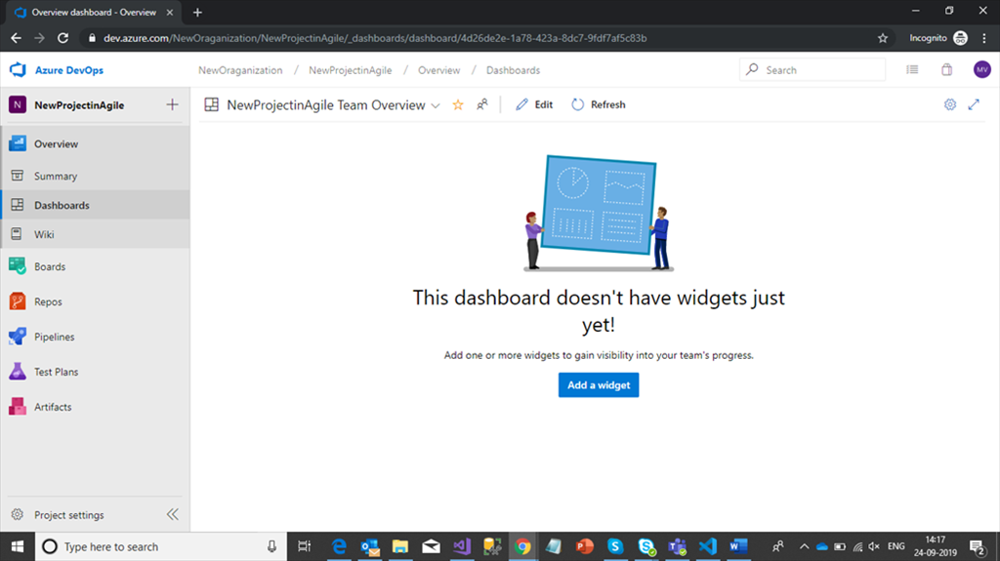 Overview dashboard - Overview
dev.azure.com/NewOraganization/NewProjectinAgile/_dashboards/dashboard/4d26de2e-1a78-423a-8dc7-9fdf7af5c83b
Incognito
Azure DevOps
NewOraganization / NewProjectinAgile / Overview / Dashboards
Search
MV
N NewProjectinAgile
NewProjectinAgile Team Overview
Edit
Refresh
Overview
Summary
Dashboards
Wiki
Boards
Repos
Pipelines
Test Plans
Artifacts
This dashboard doesn't have widgets just
yet!
Add one or more widgets to gain visibility into your team's progress.
Add a widget
Project settings
Type here to search
ENG
14:17
24-09-2019
2